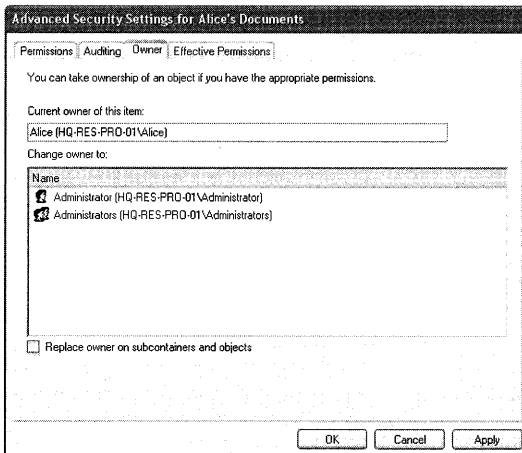 Advanced Security Settings for Alice's Documents
Permissions Auditing Owner Effective Permissions
You can take ownership of an object if you have the appropriate permissions.
Current owner of this item:
Alice (HQ-RES-PRO-01\Alice)
Change owner to:
Name
Administrator (HQ-RES-PRO-01\Administrator)
Administrators (HQ-RES-PRO-01\Administrators)
Replace owner on subcontainers and objects
OK Cancel Apply